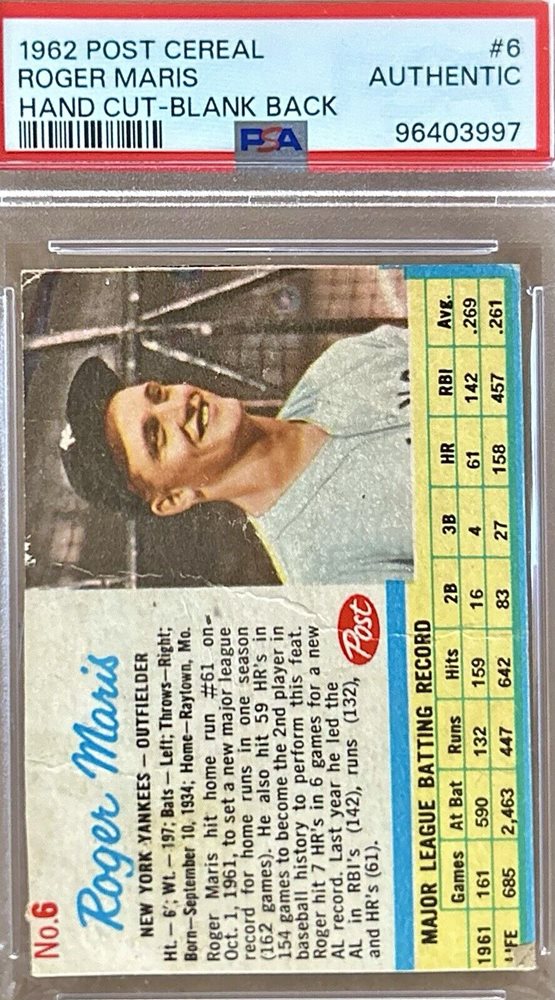 1962 POST CEREAL #6
ROGER MARIS AUTHENTIC
HAND CUT-BLANK BACK
PSA 96403997
No.6
Roger Maris
NEW YORK YANKEES – OUTFIELDER
Ht. – 6'; Wt. – 197; Bats – Left; Throws – Right;
Born–September 10, 1934; Home–Raytown, Mo.
Roger Maris hit home run #61 on
Oct. 1, 1961, to set a new major league
record for home runs in one season
(162 games). He also hit 59 HR's in
154 games to become the 2nd player in
baseball history to perform this feat.
Roger hit 7 HR's in 6 games for a new
AL record. Last year he led the
AL in RBI's (142), runs (132),
and HR's (61).
Post
MAJOR LEAGUE BATTING RECORD
Games At Bat Runs Hits 2B 3B HR RBI Avg.
1961 161 590 132 159 16 4 61 142 .269
LIFE 685 2,463 447 642 83 27 158 457 .261